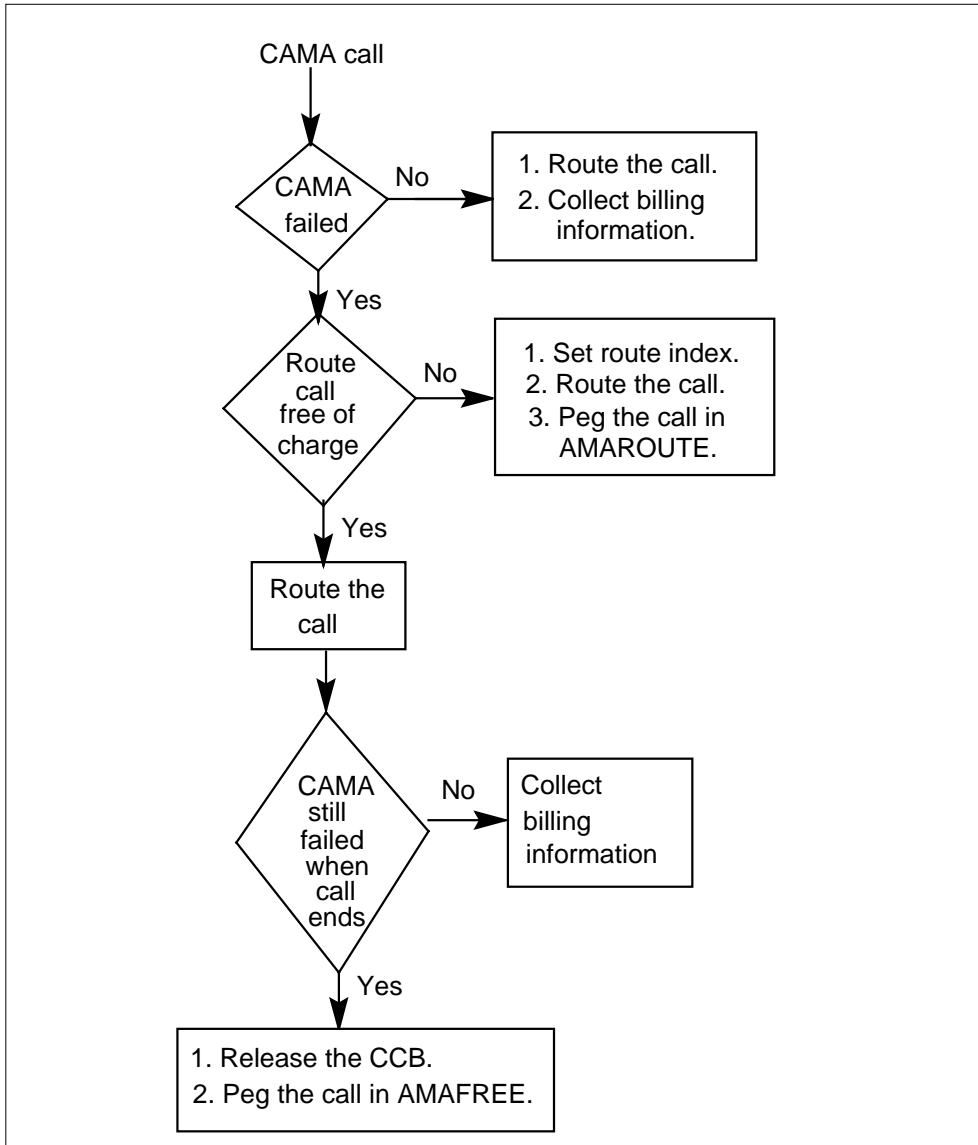 CAMA call
CAMA
failed
No
1. Route the call.
2. Collect billing
information.
Yes
Route
call
free of
charge
No
1. Set route index.
2. Route the call.
3. Peg the call in
AMAROUTE.
Yes
Route the
call
CAMA
still
failed
when
call
ends
No
Collect
billing
information
Yes
1. Release the CCB.
2. Peg the call in AMAFREE.